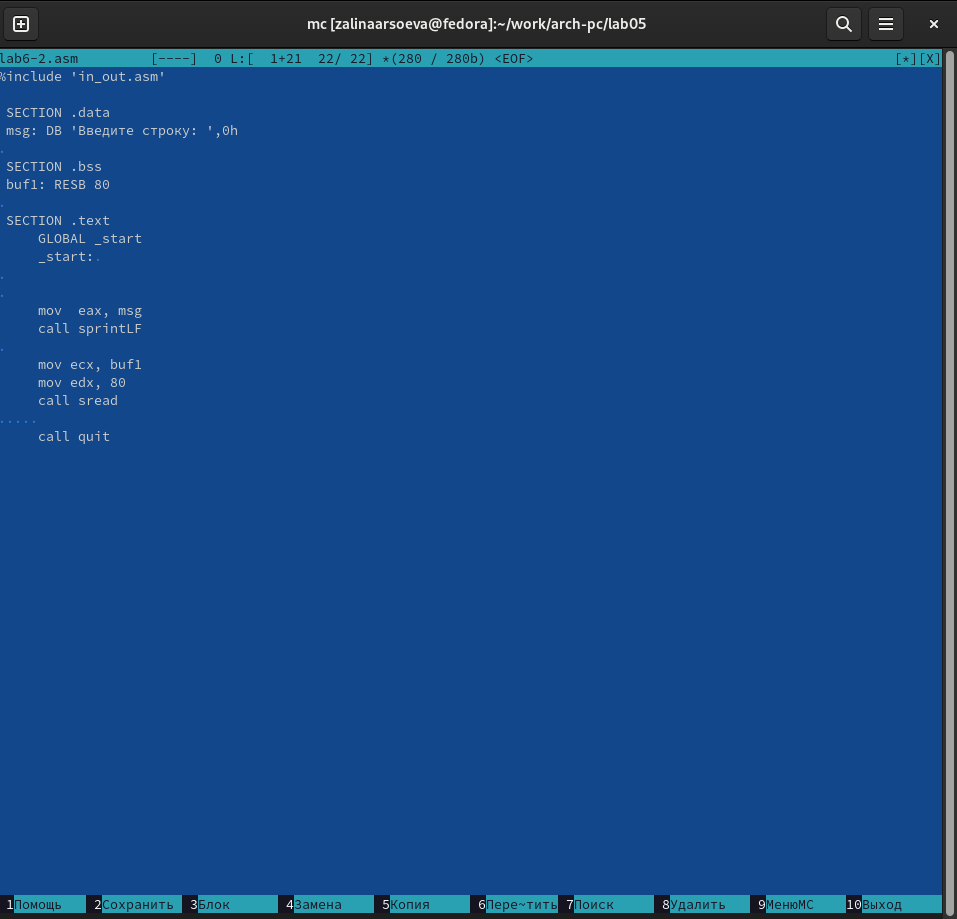 mc [zalinaarsoeva@fedora]:~/work/arch-pc/lab05
lab6-2.asm [----] 0 L:[ 1+21 22/ 22] *(280 / 280b) <EOF> [*][X]
%include 'in_out.asm'
SECTION .data
msg: DB 'Введите строку: ',0h
.
SECTION .bss
buf1: RESB 80
.
SECTION .text
GLOBAL _start
_start:.
.
.
mov  eax, msg
call sprintLF
.
mov ecx, buf1
mov edx, 80
call sread
.....
call quit
1Помощь 2Сохранить 3Блок 4Замена 5Копия 6Пере~тить 7Поиск 8Удалить 9МенюMC 10Выход